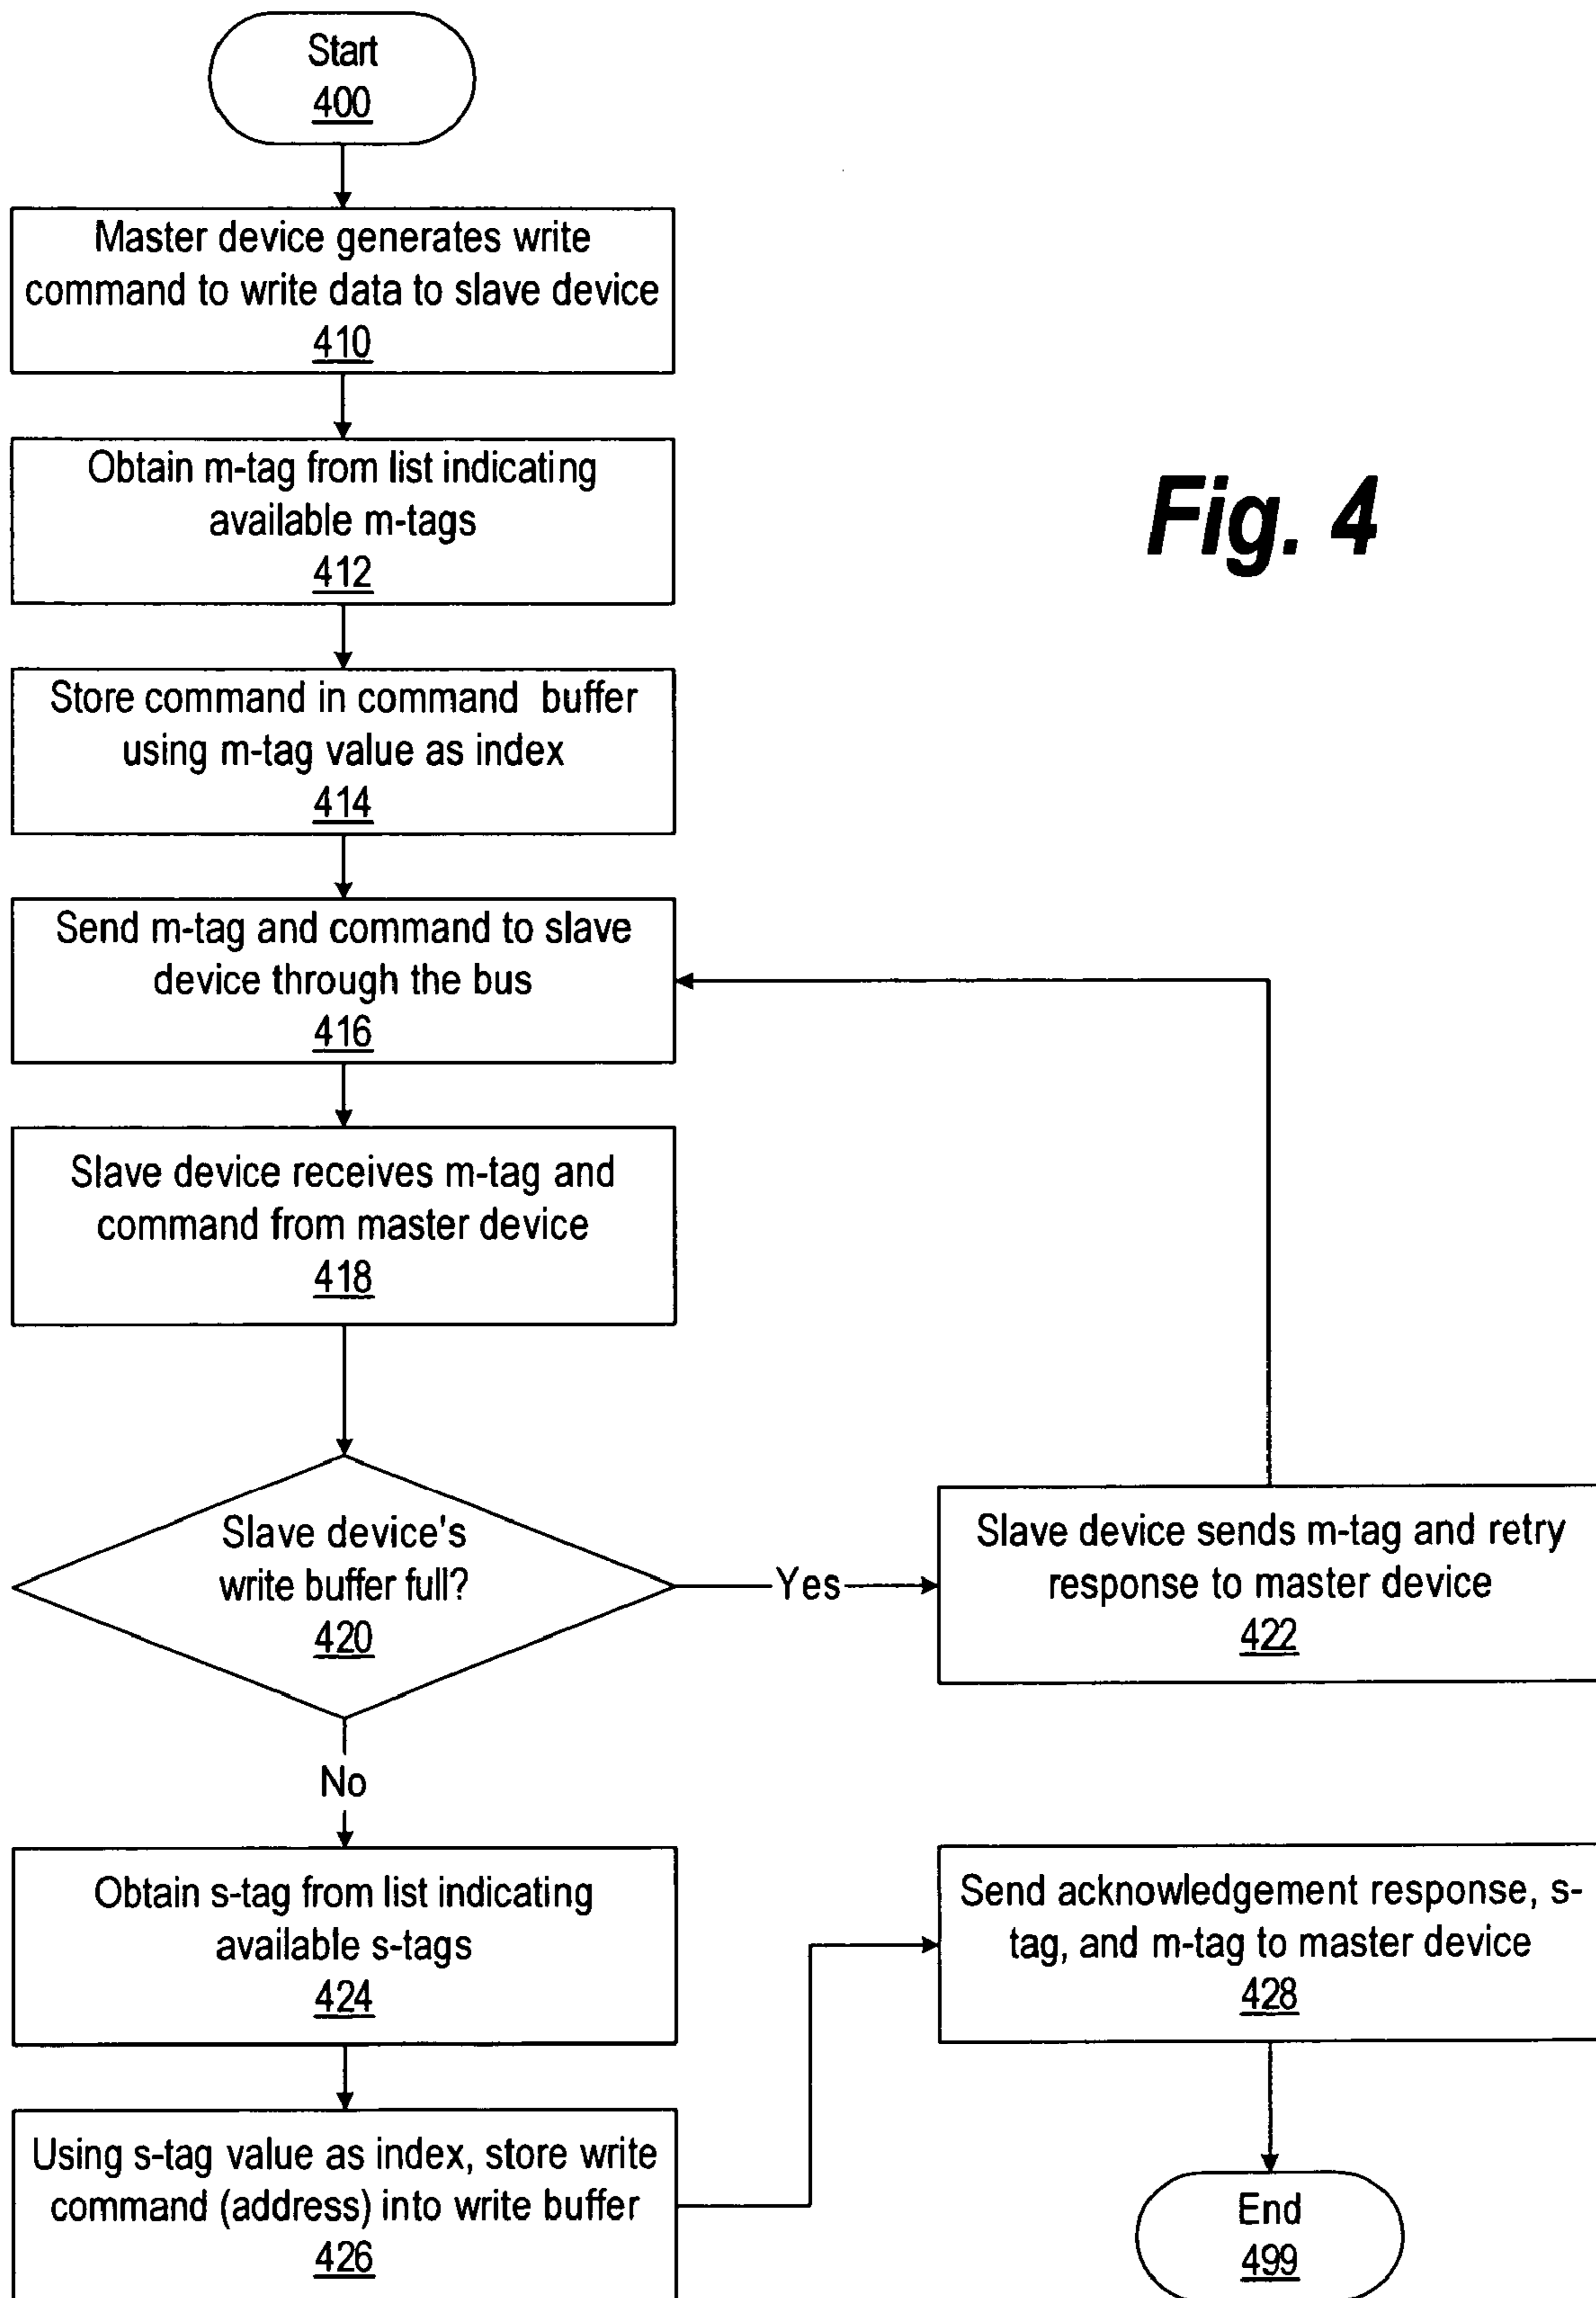 Start
400
Master device generates write
command to write data to slave device
410
Obtain m-tag from list indicating
available m-tags
412
Fig. 4
Store command in command buffer
using m-tag value as index
414
Send m-tag and command to slave
device through the bus
416
Slave device receives m-tag and
command from master device
418
Slave device's
write buffer full?
420
Yes
Slave device sends m-tag and retry
response to master device
422
No
Obtain s-tag from list indicating
available s-tags
424
Using s-tag value as index, store write
command (address) into write buffer
426
Send acknowledgement response, s-
tag, and m-tag to master device
428
End
499